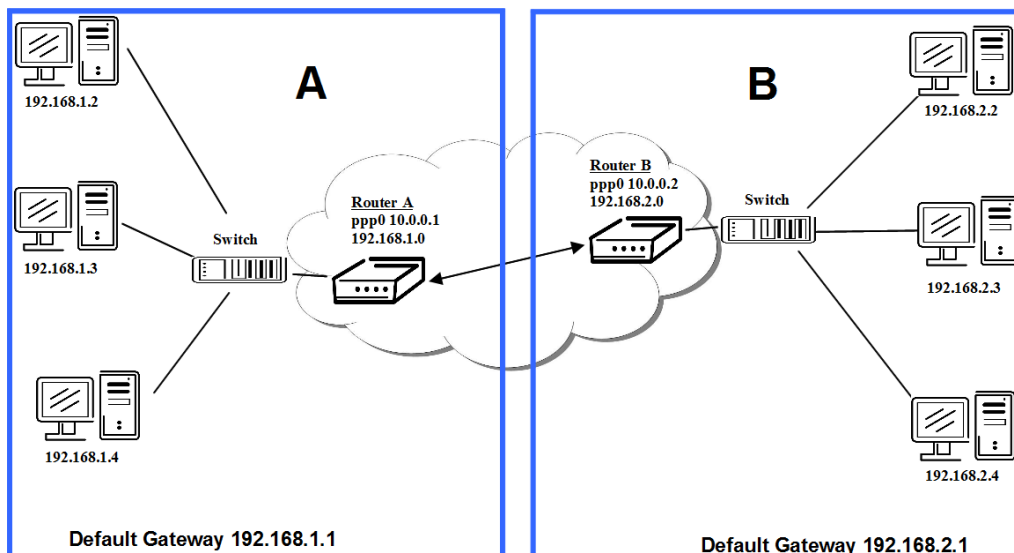 A
192.168.1.2
192.168.1.3
192.168.1.4
Switch
Router A
ppp0 10.0.0.1
192.168.1.0
Default Gateway 192.168.1.1
B
Router B
ppp0 10.0.0.2
192.168.2.0
Switch
192.168.2.2
192.168.2.3
192.168.2.4
Default Gateway 192.168.2.1